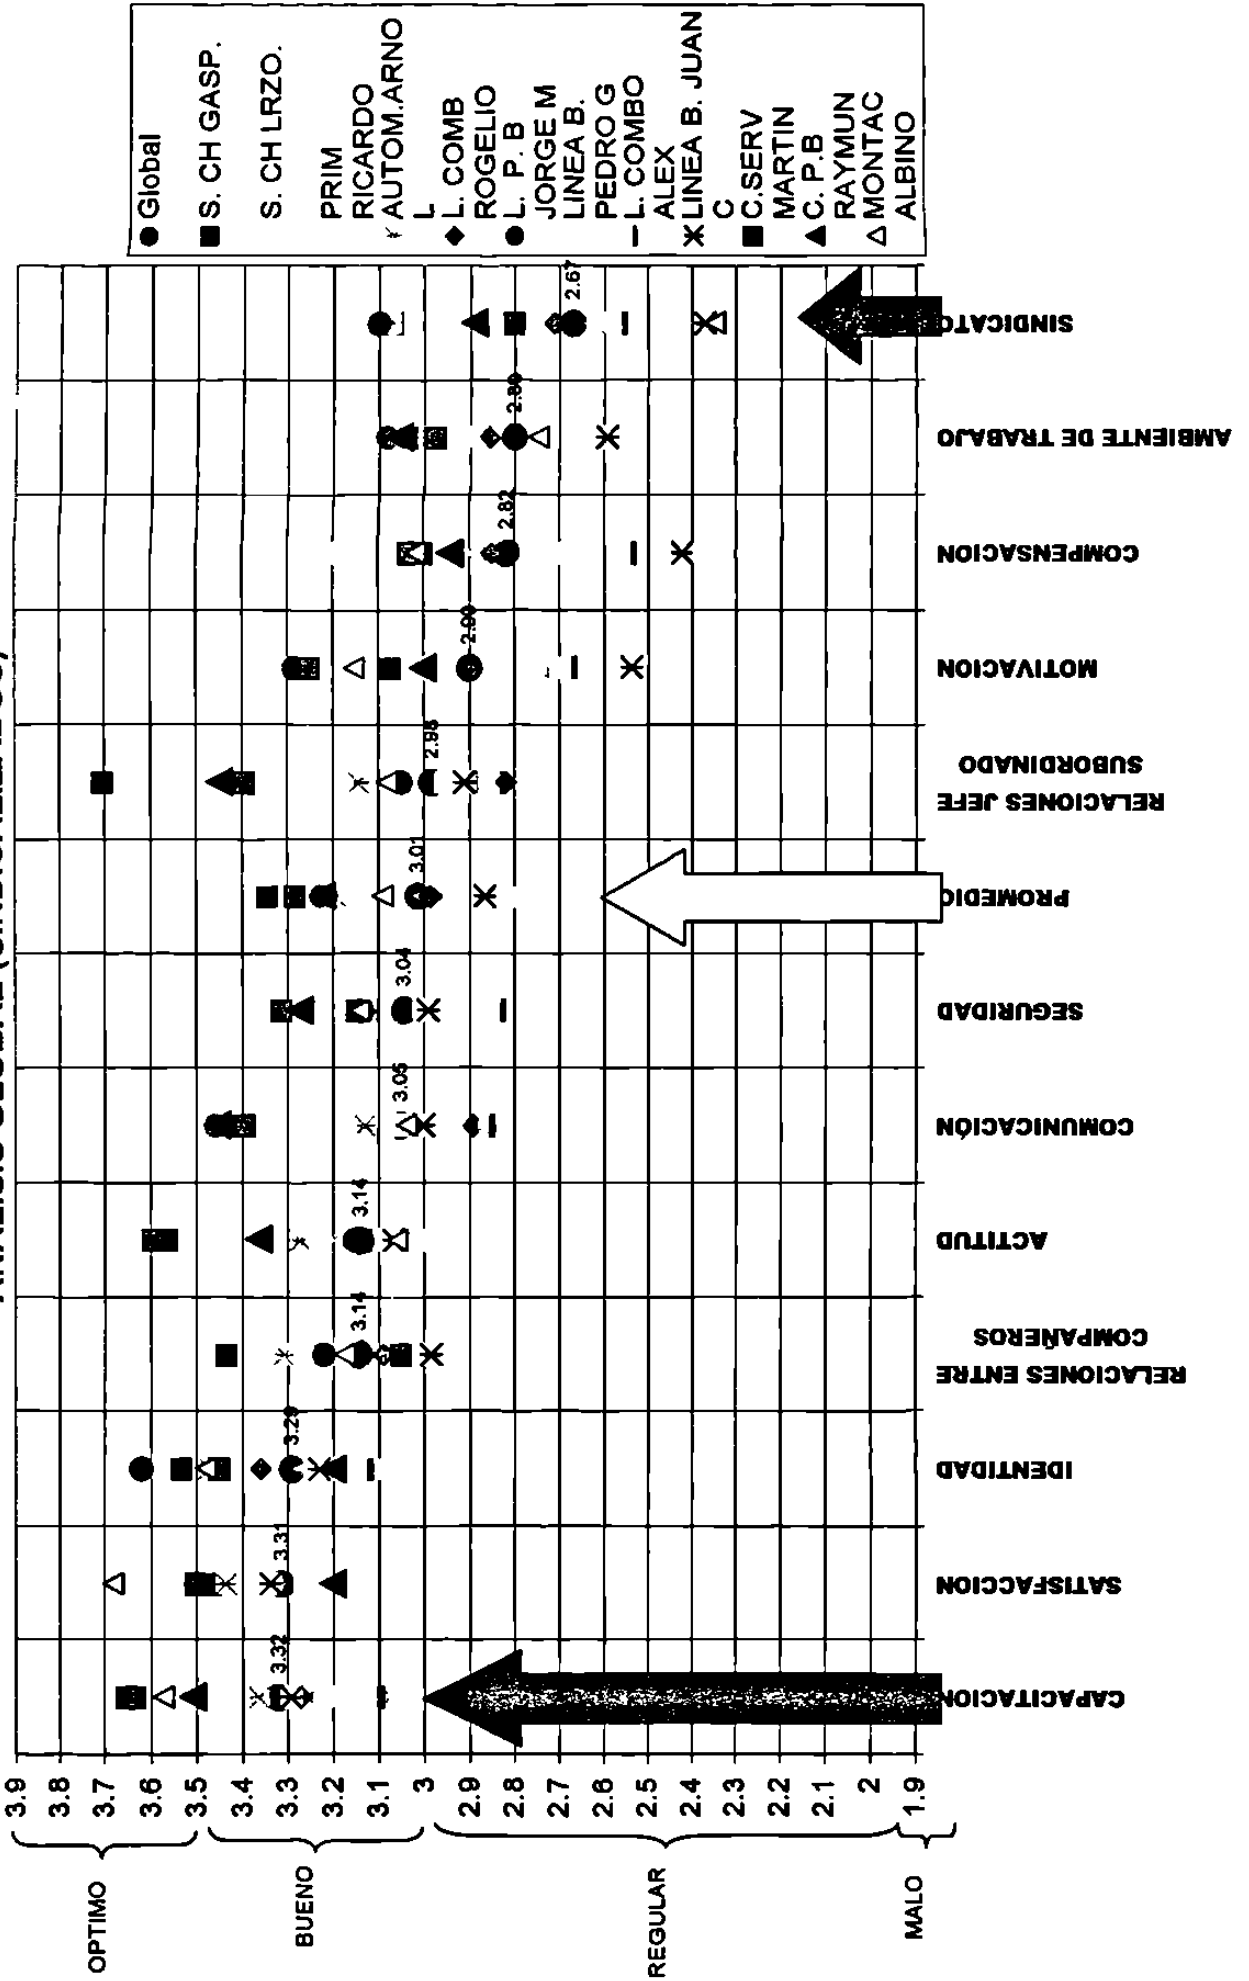 3.9
3.8
3.7
3.6
3.5
3.4
3.3
3.2
3.1
3
2.9
2.8
2.7
2.6
2.5
2.4
2.3
2.2
2.1
2
1.9
OPTIMO
BUENO
REGULAR
MALO
3.32
3.31
3.29
3.14
3.14
3.05
3.04
3.01
2.98
2.90
2.82
2.80
2.67
CAPACITACION
SATISFACCION
IDENTIDAD
RELACIONES ENTRE
COMPAÑEROS
ACTITUD
COMUNICACIÓN
SEGURIDAD
PROMEDIO
RELACIONES JEFE
SUBORDINADO
MOTIVACION
COMPENSACION
AMBIENTE DE TRABAJO
SINDICATO
Global
S. CH GASP.
S. CH LRZO.
PRIM
RICARDO
AUTOM.ARNO
L
L. COMB
ROGELIO
L. P. B
JORGE M
LINEA B.
PEDRO G
L. COMBO
ALEX
LINEA B. JUAN
C
C.SERV
MARTIN
C. P.B
RAYMUN
MONTAC
ALBINO